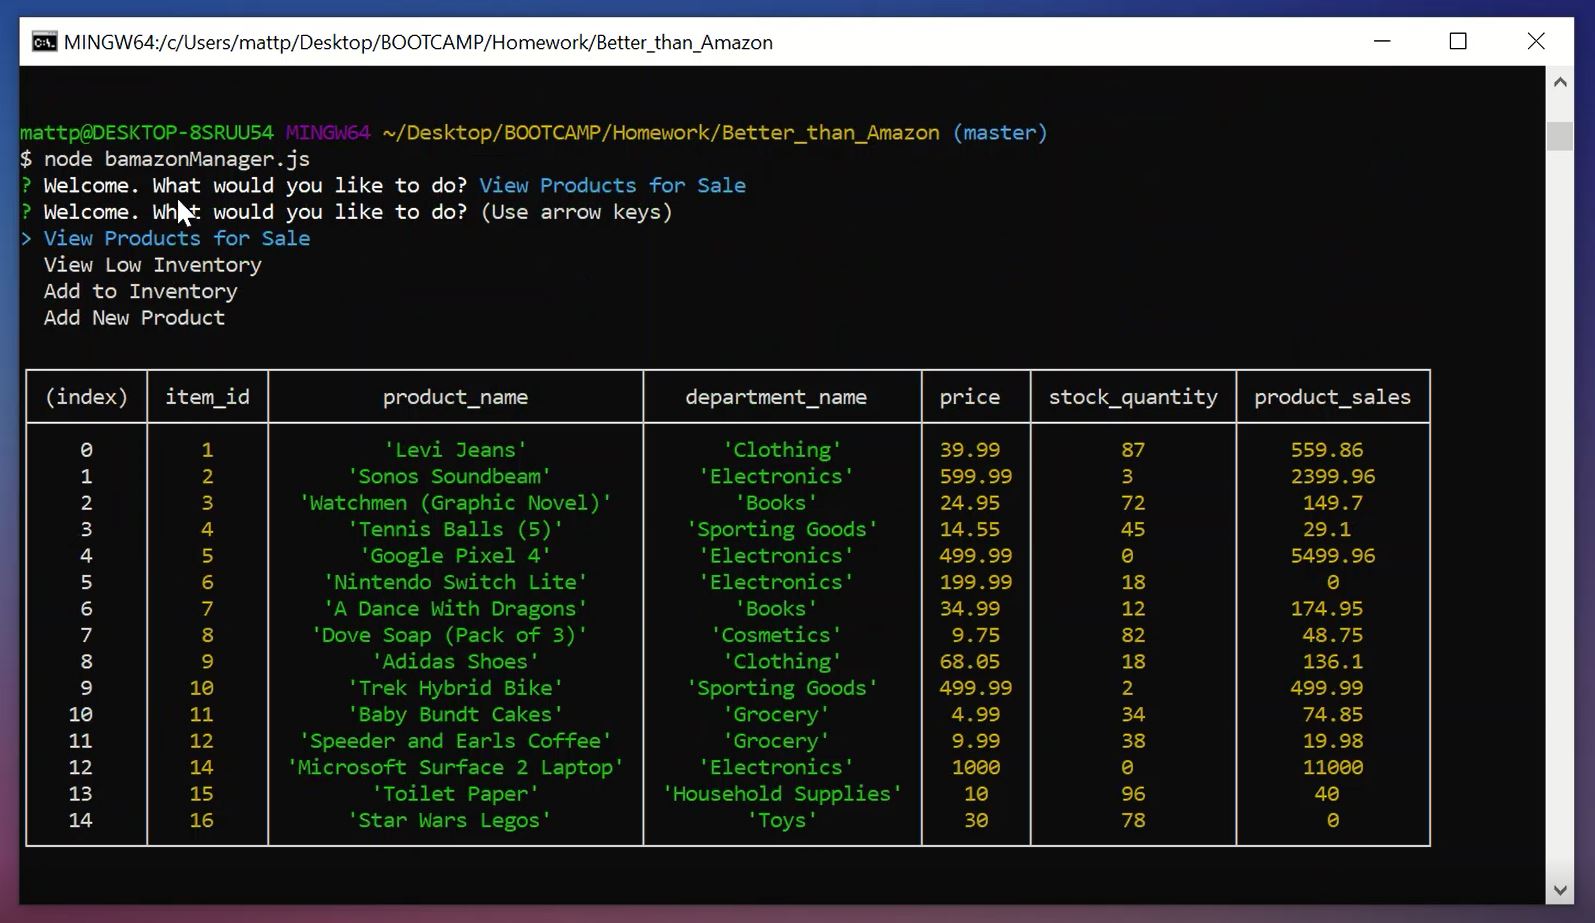 MINGW64:/c/Users/mattp/Desktop/BOOTCAMP/Homework/Better_than_Amazon
mattp@DESKTOP-8SRUU54 MINGW64 ~/Desktop/BOOTCAMP/Homework/Better_than_Amazon (master)
$ node bamazonManager.js
? Welcome. What would you like to do? View Products for Sale
? Welcome. What would you like to do? (Use arrow keys)
> View Products for Sale
View Low Inventory
Add to Inventory
Add New Product
(index) item_id product_name department_name price stock_quantity product_sales
0 1 'Levi Jeans' 'Clothing' 39.99 87 559.86
1 2 'Sonos Soundbeam' 'Electronics' 599.99 3 2399.96
2 3 'Watchmen (Graphic Novel)' 'Books' 24.95 72 149.7
3 4 'Tennis Balls (5)' 'Sporting Goods' 14.55 45 29.1
4 5 'Google Pixel 4' 'Electronics' 499.99 0 5499.96
5 6 'Nintendo Switch Lite' 'Electronics' 199.99 18 0
6 7 'A Dance With Dragons' 'Books' 34.99 12 174.95
7 8 'Dove Soap (Pack of 3)' 'Cosmetics' 9.75 82 48.75
8 9 'Adidas Shoes' 'Clothing' 68.05 18 136.1
9 10 'Trek Hybrid Bike' 'Sporting Goods' 499.99 2 499.99
10 11 'Baby Bundt Cakes' 'Grocery' 4.99 34 74.85
11 12 'Speeder and Earls Coffee' 'Grocery' 9.99 38 19.98
12 14 'Microsoft Surface 2 Laptop' 'Electronics' 1000 0 11000
13 15 'Toilet Paper' 'Household Supplies' 10 96 40
14 16 'Star Wars Legos' 'Toys' 30 78 0